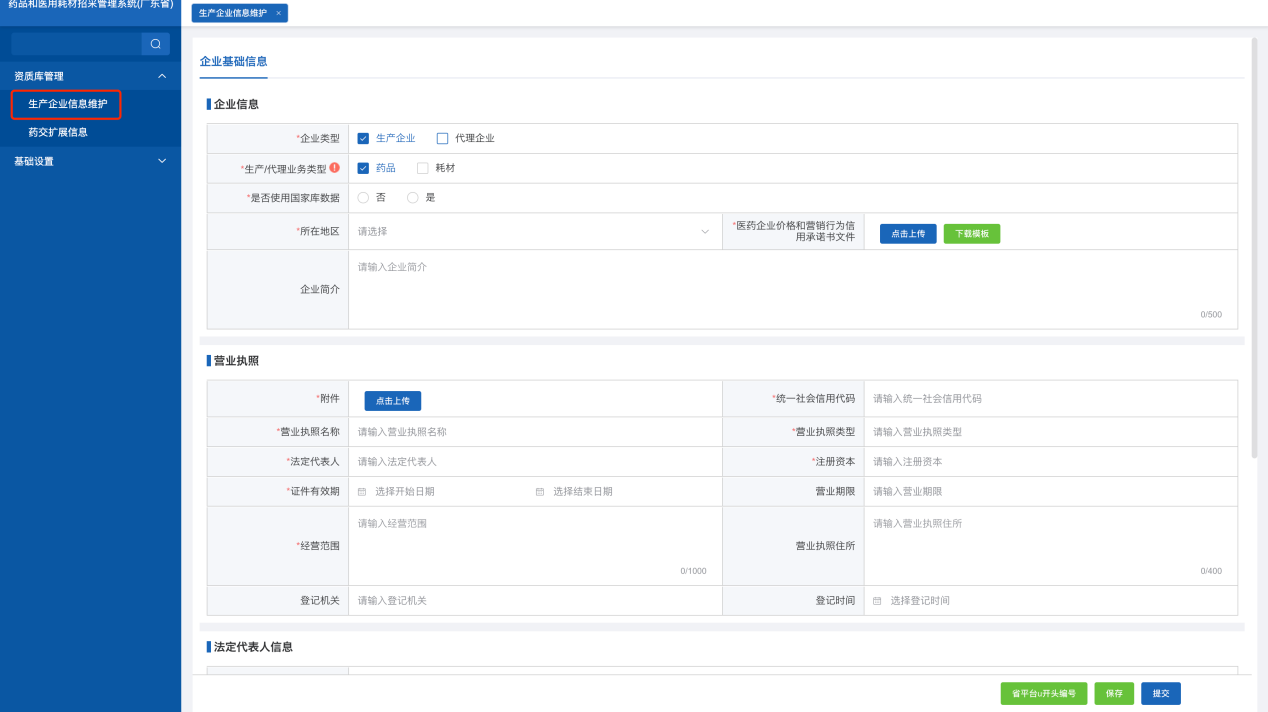 药品和医用耗材招采管理系统(广东省)
生产企业信息维护 ×
资质库管理
生产企业信息维护
药交扩展信息
基础设置
企业基础信息
企业信息
*企业类型 生产企业 代理企业
*生产/代理业务类型 药品 耗材
*是否使用国家库数据 否 是
*所在地区 请选择
*医药企业价格和营销行为信
用承诺书文件
点击上传 下载模板
企业简介 请输入企业简介
0/500
营业执照
*附件 点击上传 *统一社会信用代码 请输入统一社会信用代码
*营业执照名称 请输入营业执照名称 *营业执照类型 请输入营业执照类型
*法定代表人 请输入法定代表人 *注册资本 请输入注册资本
*证件有效期 选择开始日期 选择结束日期 营业期限 请输入营业期限
*经营范围 请输入经营范围 营业执照住所 请输入营业执照住所
0/1000 0/400
登记机关 请输入登记机关 登记时间 选择登记时间
法定代表人信息
省平台u开头编号 保存 提交